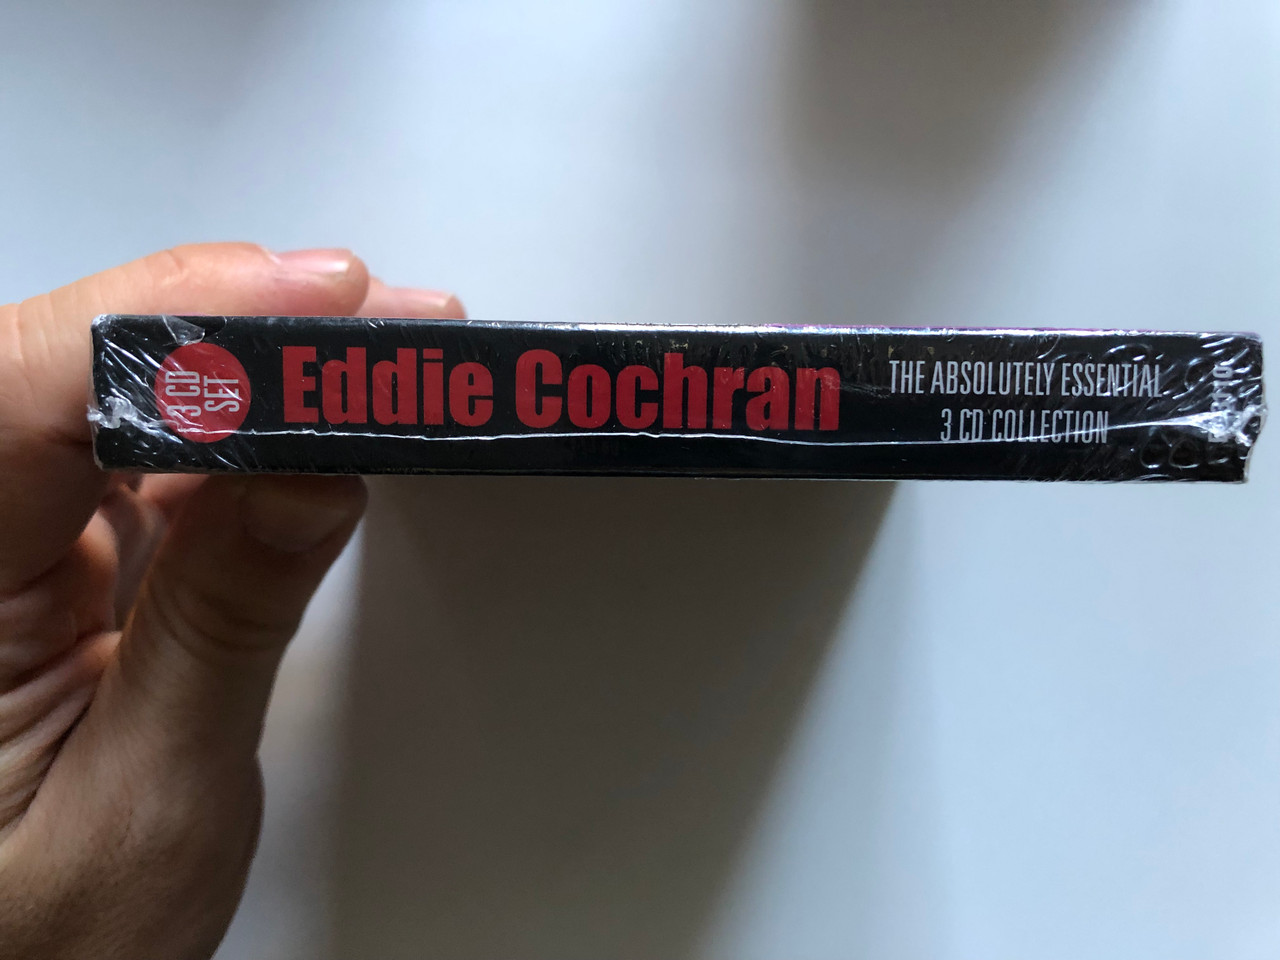 3 CD
SET
Eddie Cochran
THE ABSOLUTELY ESSENTIAL
3 CD COLLECTION